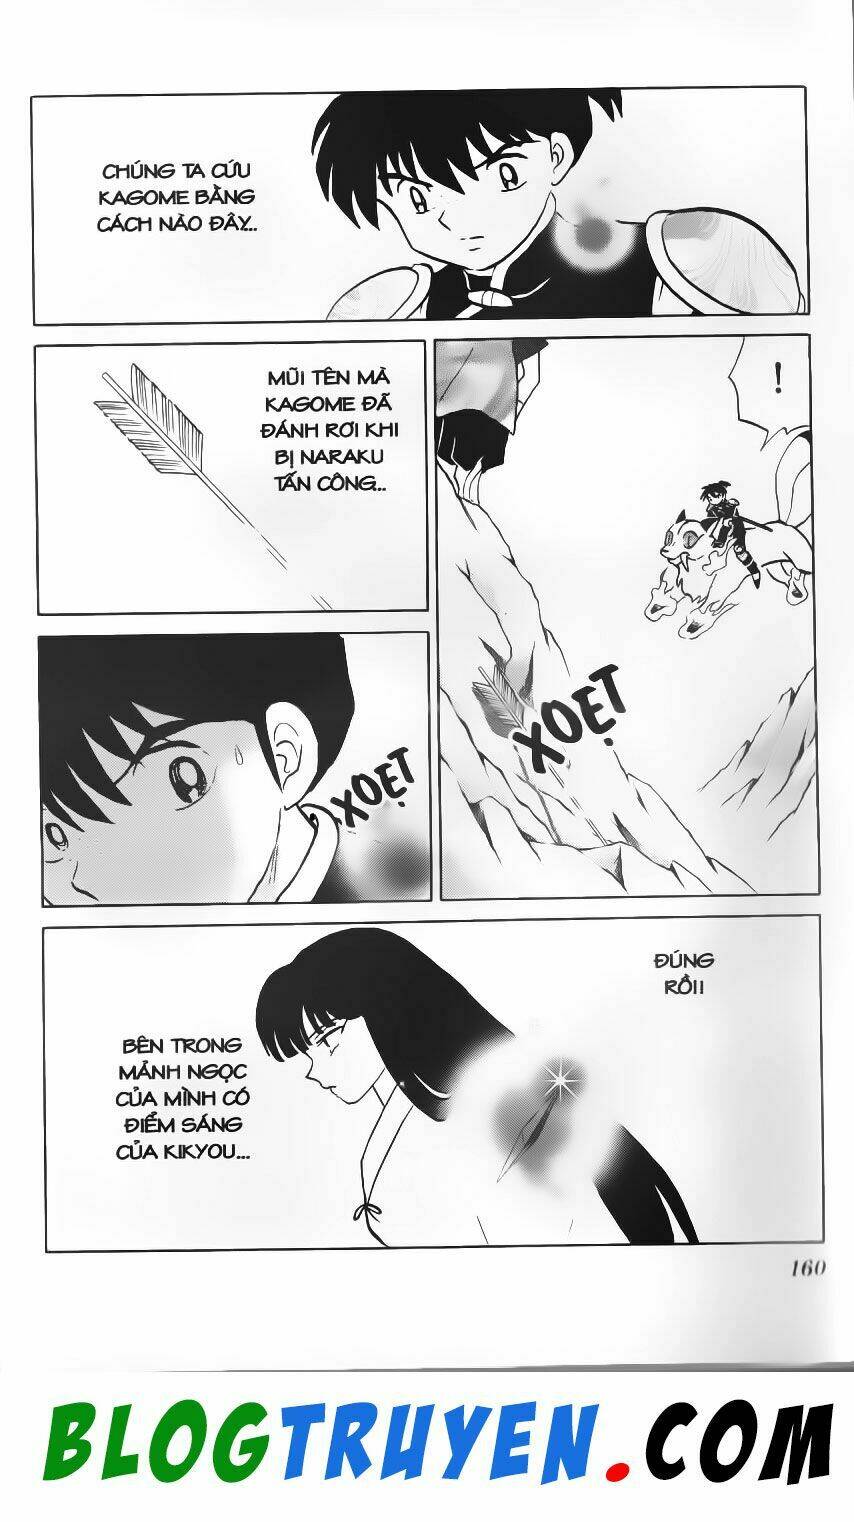 CHÚNG TA CỨU
KAGOME BẰNG
CÁCH NÀO ĐÂY...
!
XOẸT
MŨI TÊN MÀ
KAGOME ĐÃ
ĐÁNH RƠI KHI
BỊ NARAKU
TẤN CÔNG...
XOẸT
ĐÚNG
RỒI!!
BÊN TRONG
MẢNH NGỌC
CỦA MÌNH CÓ
ĐIỂM SÁNG
CỦA KIKYOU...
160
BLOGTRUYEN.COM